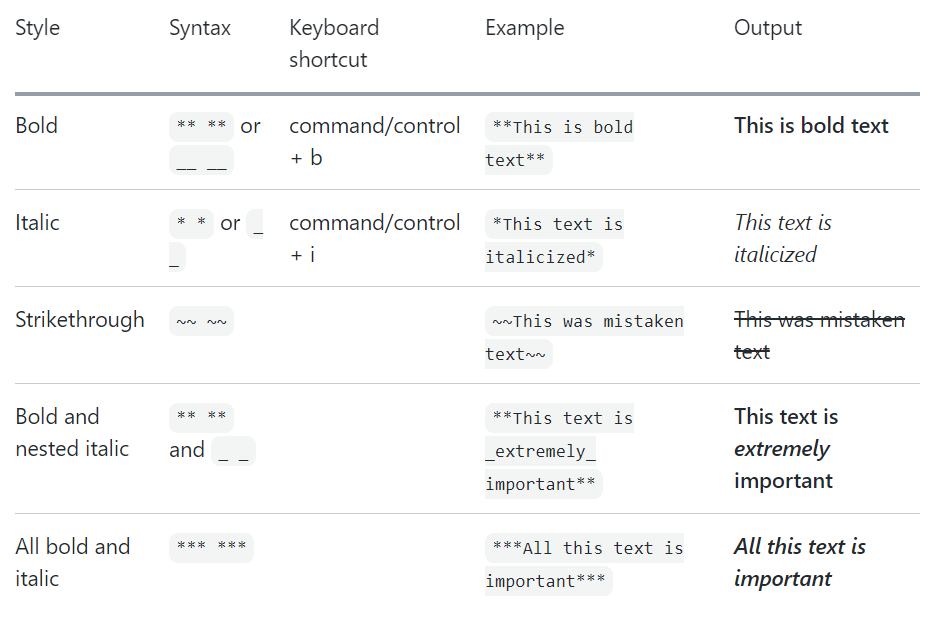 Style Syntax Keyboard shortcut Example Output
Bold ** ** or __ __ command/control + b **This is bold text** This is bold text
Italic * * or _ _ command/control + i *This text is italicized* This text is italicized
Strikethrough ~~ ~~ ~~This was mistaken text~~ This was mistaken text
Bold and nested italic ** ** and _ _ **This text is _extremely_ important** This text is extremely important
All bold and italic *** *** ***All this text is important*** All this text is important